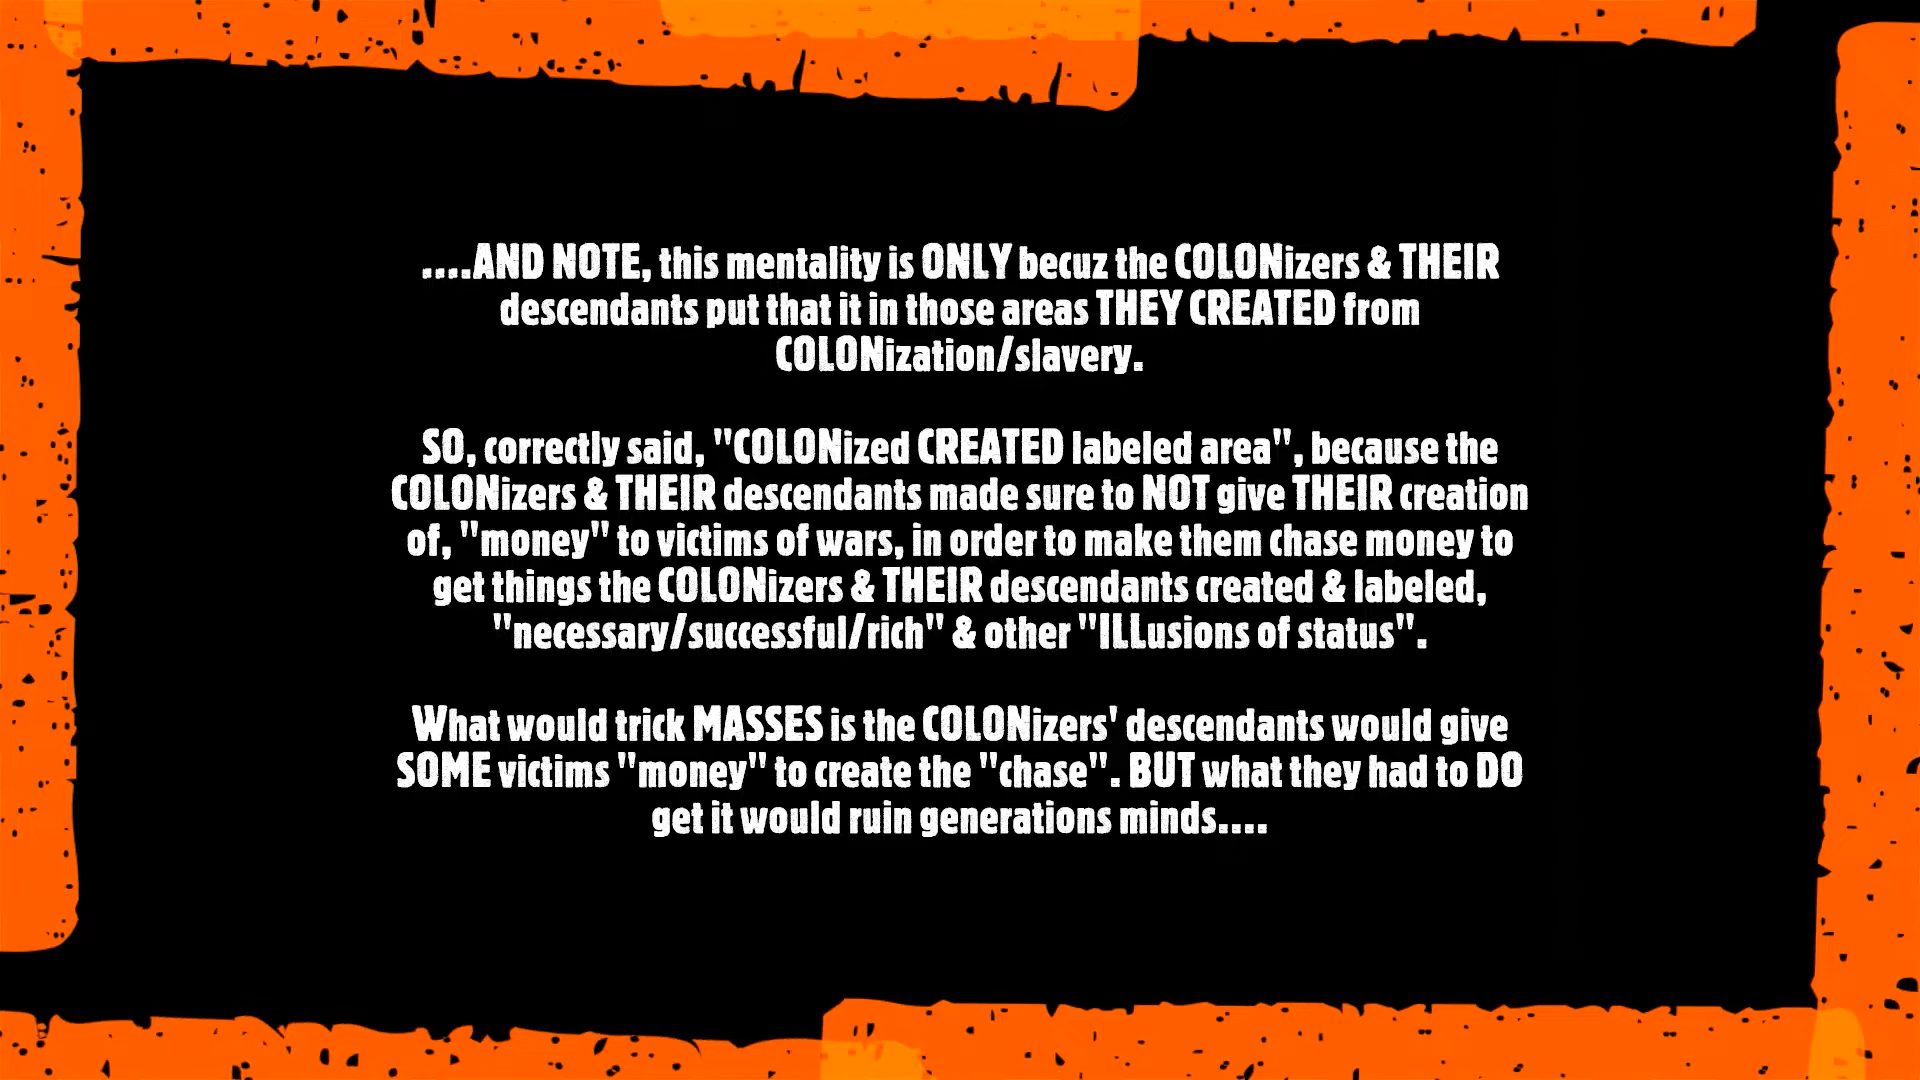 ....AND NOTE, this mentality is ONLY becuz the COLONizers & THEIR
descendants put that it in those areas THEY CREATED from
COLONization/slavery.
SO, correctly said, "COLONized CREATED labeled area", because the
COLONizers & THEIR descendants made sure to NOT give THEIR creation
of, "money" to victims of wars, in order to make them chase money to
get things the COLONizers & THEIR descendants created & labeled,
"necessary/successful/rich" & other "ILLusions of status".
What would trick MASSES is the COLONizers' descendants would give
SOME victims "money" to create the "chase". BUT what they had to DO
get it would ruin generations minds....